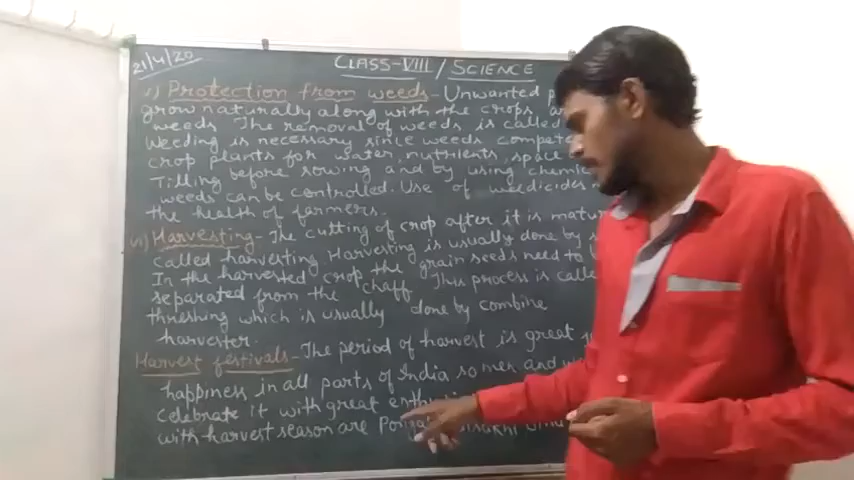 21/4/20
CLASS-VIII / SCIENCE
v) Protection from weeds - Unwanted
grow naturally along with the crops
weeds The removal of weeds is called
Weeding is necessary since weeds compete
crop plants for water, nutrients, space
Tilling before sowing and by using
weeds can be controlled. Use of weedicides
the health of farmers.
vi) Harvesting - The cutting of crop after it is
called harvesting. Harvesting is usually done by
In the harvested crop the grain seeds need to
separated from the chaff. This process is
threshing which is usually done by combine
harvester.
Harvest festivals - The period of harvest is great
happiness in all parts of India, so men and
Celebrate it with great
with harvest season are